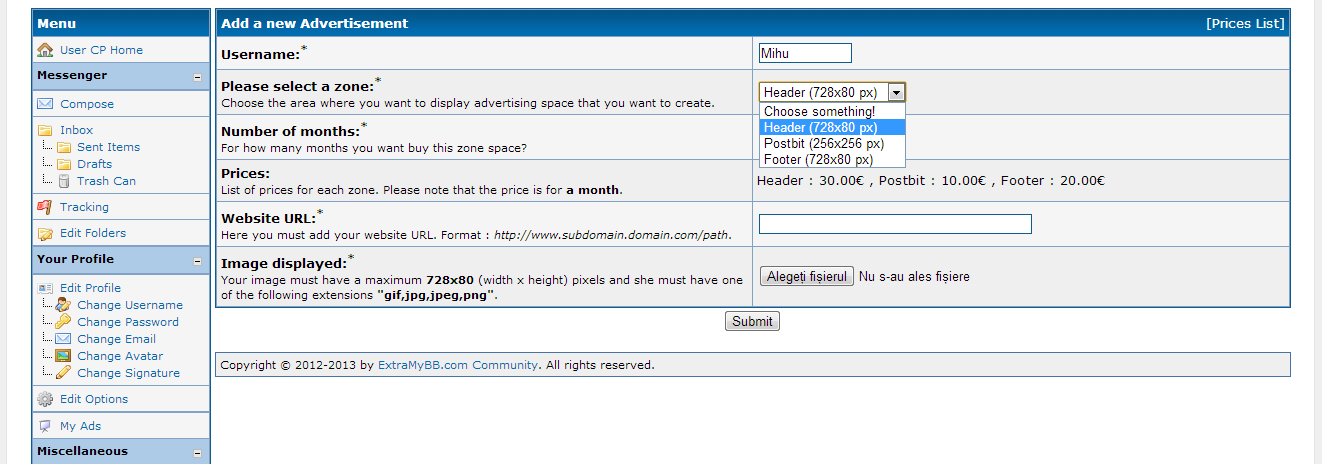 Menu
User CP Home
Messenger
Compose
Inbox
Sent Items
Drafts
Trash Can
Tracking
Edit Folders
Your Profile
Edit Profile
Change Username
Change Password
Change Email
Change Avatar
Change Signature
Edit Options
My Ads
Miscellaneous
Add a new Advertisement [Prices List]
Username:*
Mihu
Please select a zone:*
Choose the area where you want to display advertising space that you want to create.
Header (728x80 px)
Choose something!
Header (728x80 px)
Postbit (256x256 px)
Footer (728x80 px)
Number of months:*
For how many months you want buy this zone space?
Prices:
List of prices for each zone. Please note that the price is for a month.
Header : 30.00€ , Postbit : 10.00€ , Footer : 20.00€
Website URL:*
Here you must add your website URL. Format : http://www.subdomain.domain.com/path.
Image displayed:*
Your image must have a maximum 728x80 (width x height) pixels and she must have one
of the following extensions "gif,jpg,jpeg,png".
Alegeți fișierul Nu s-au ales fișiere
Submit
Copyright © 2012-2013 by ExtraMyBB.com Community. All rights reserved.